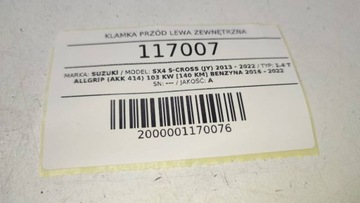 KLAMKA PRZÓD LEWA ZEWNĘTRZNA
117007
MARKA: SUZUKI / MODEL: SX4 S-CROSS (JY) 2013 - 2022 / TYP: 1.4 T
ALLGRIP (AKK 414) 103 KW [140 KM] BENZYNA 2016 - 2022
SN: --- / JAKOŚĆ: A
2000001170076